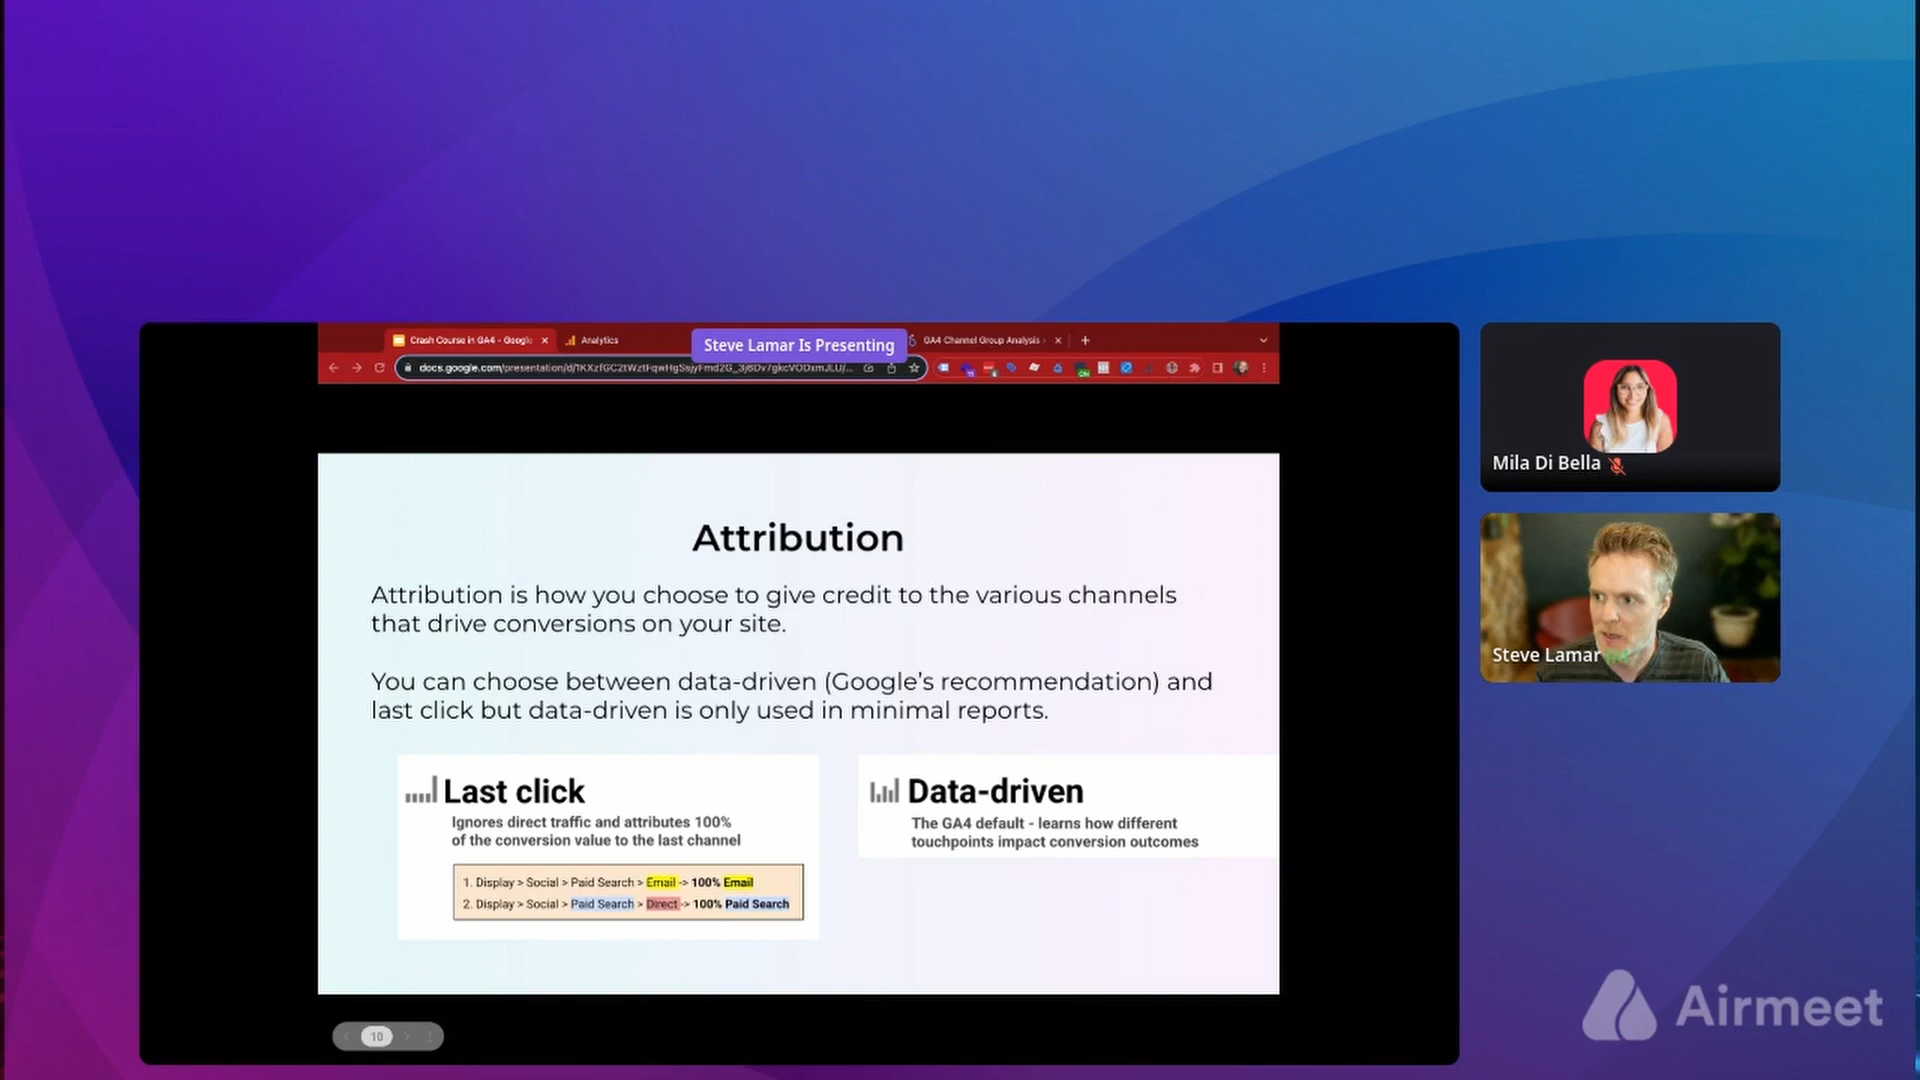 Crash Course in GA4 - Google
Analytics
Steve Lamar Is Presenting
GA4 Channel Group Analysis
Mila Di Bella
Steve Lamar
Attribution
Attribution is how you choose to give credit to the various channels
that drive conversions on your site.
You can choose between data-driven (Google's recommendation) and
last click but data-driven is only used in minimal reports.
Last click
Ignores direct traffic and attributes 100%
of the conversion value to the last channel
1. Display > Social > Paid Search > Email -> 100% Email
2. Display > Social > Paid Search > Direct -> 100% Paid Search
Data-driven
The GA4 default - learns how different
touchpoints impact conversion outcomes
10
Airmeet